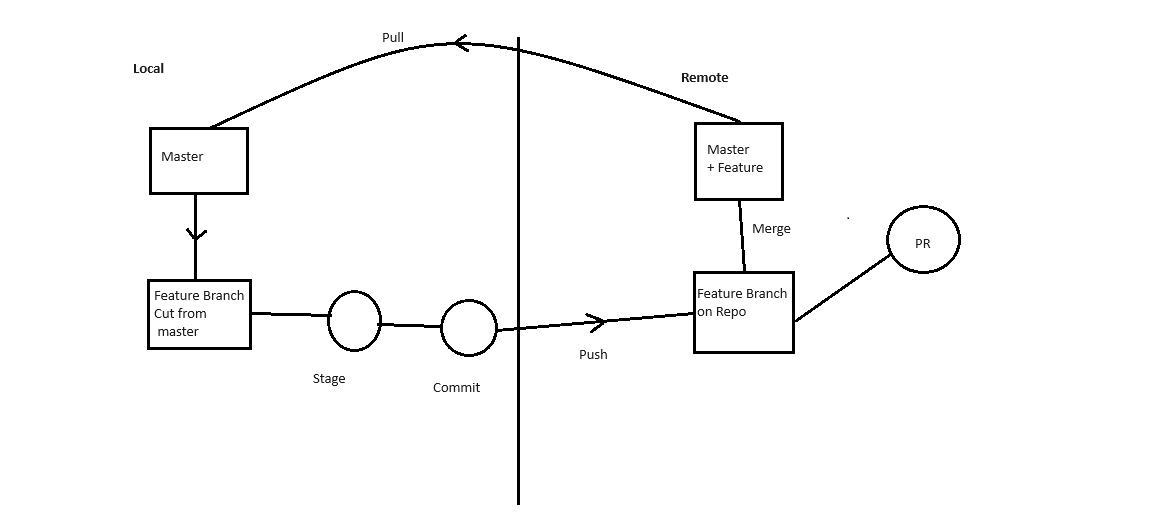 Pull
Local
Remote
Master
Master
+ Feature
Merge
PR
Feature Branch
Cut from
master
Feature Branch
on Repo
Push
Stage
Commit